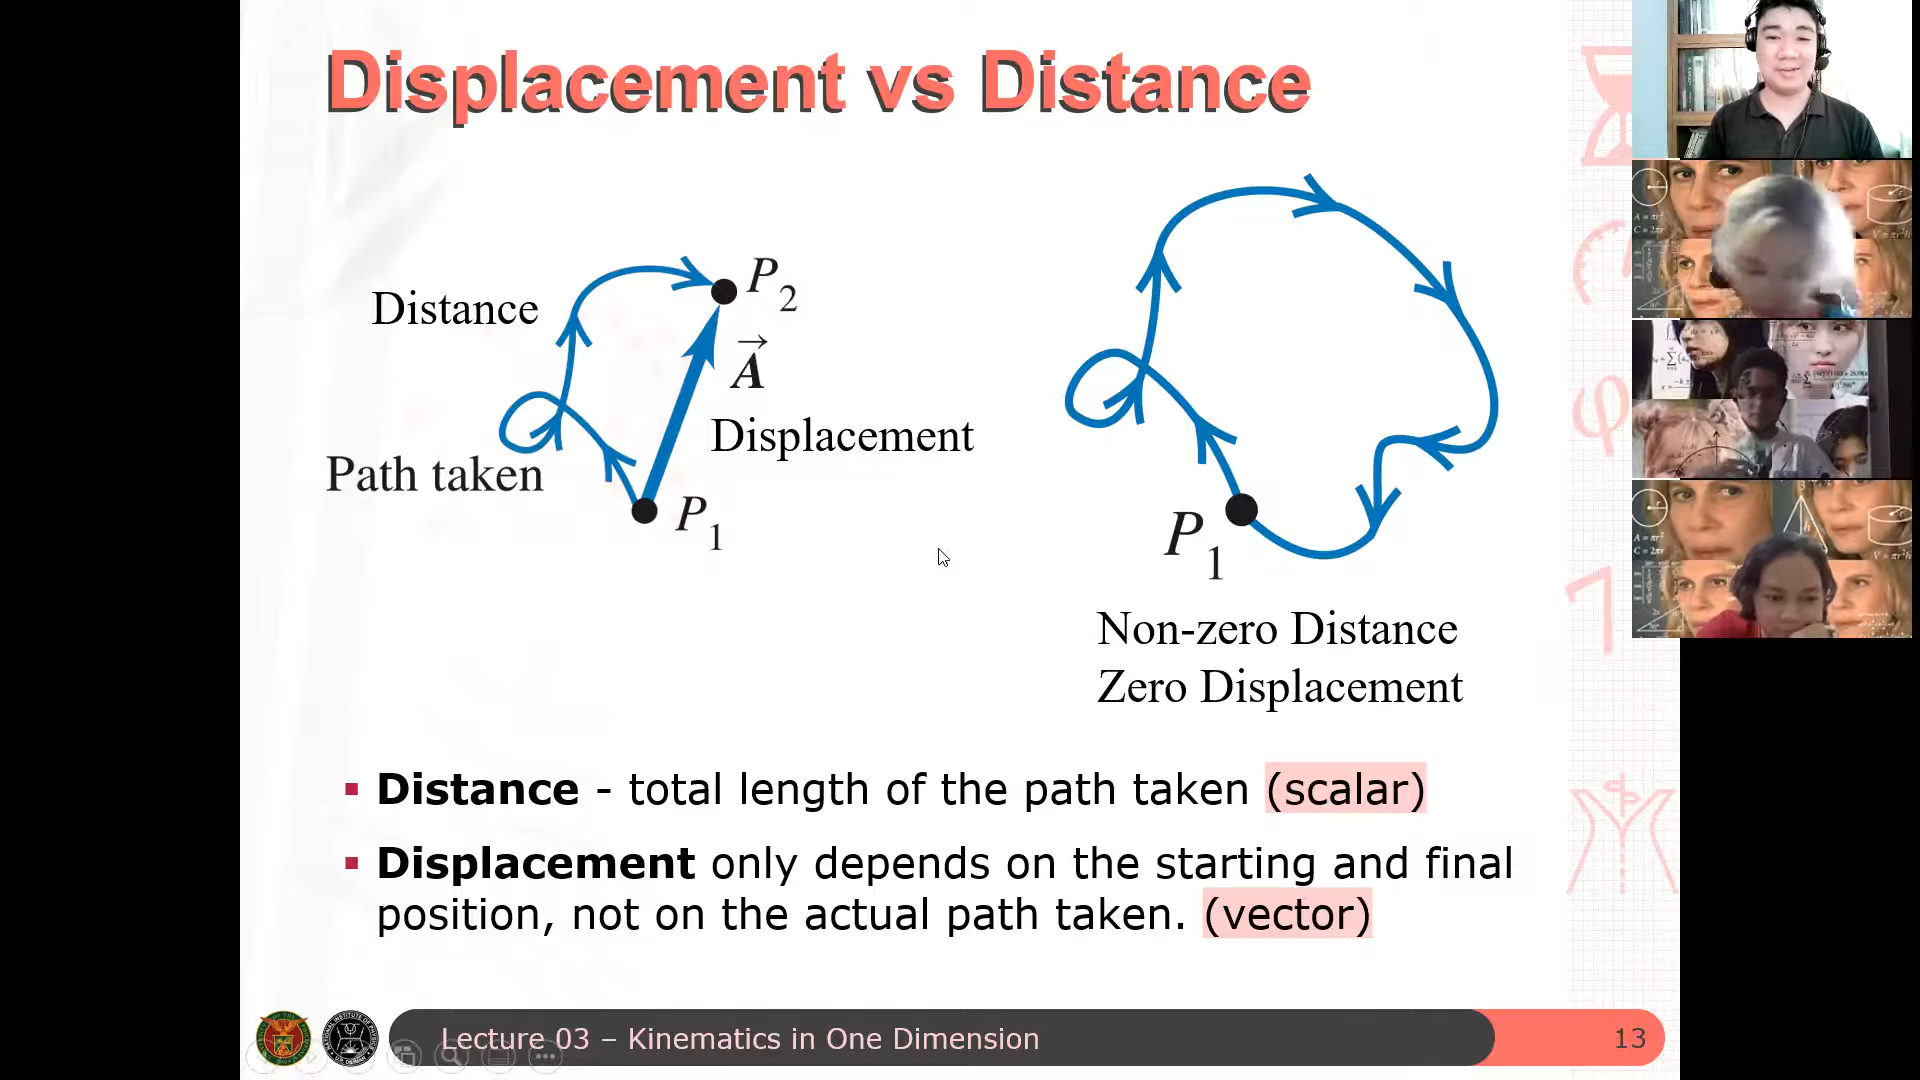 Displacement vs Distance
Distance
P2
A
Displacement
Path taken
P1
P1
Non-zero Distance
Zero Displacement
Distance - total length of the path taken (scalar)
Displacement only depends on the starting and final
position, not on the actual path taken. (vector)
Lecture 03 – Kinematics in One Dimension
13